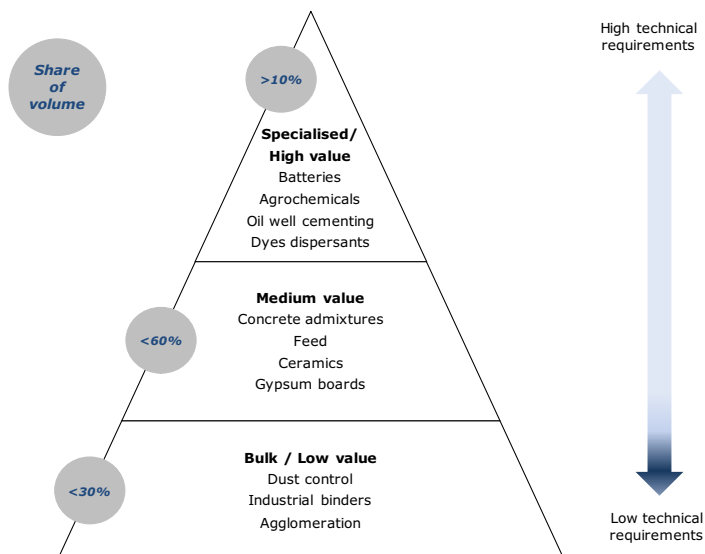 Share
of
volume
>10%
High technical
requirements
Specialised/
High value
Batteries
Agrochemicals
Oil well cementing
Dyes dispersants
<60%
Medium value
Concrete admixtures
Feed
Ceramics
Gypsum boards
<30%
Bulk / Low value
Dust control
Industrial binders
Agglomeration
Low technical
requirements